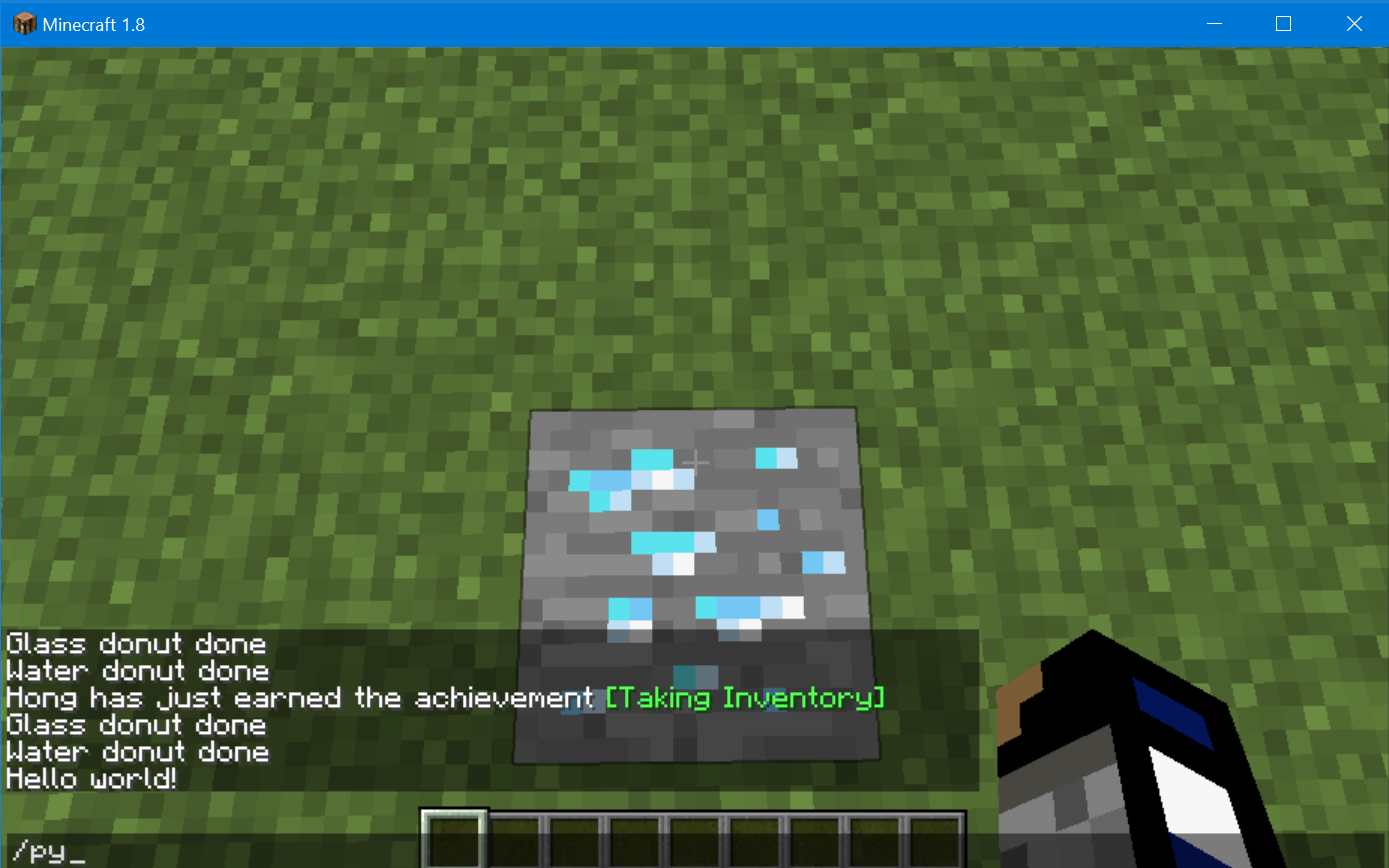 Minecraft 1.8
Glass donut done
Water donut done
Hong has just earned the achievement [Taking Inventory]
Glass donut done
Water donut done
Hello world!
/py_